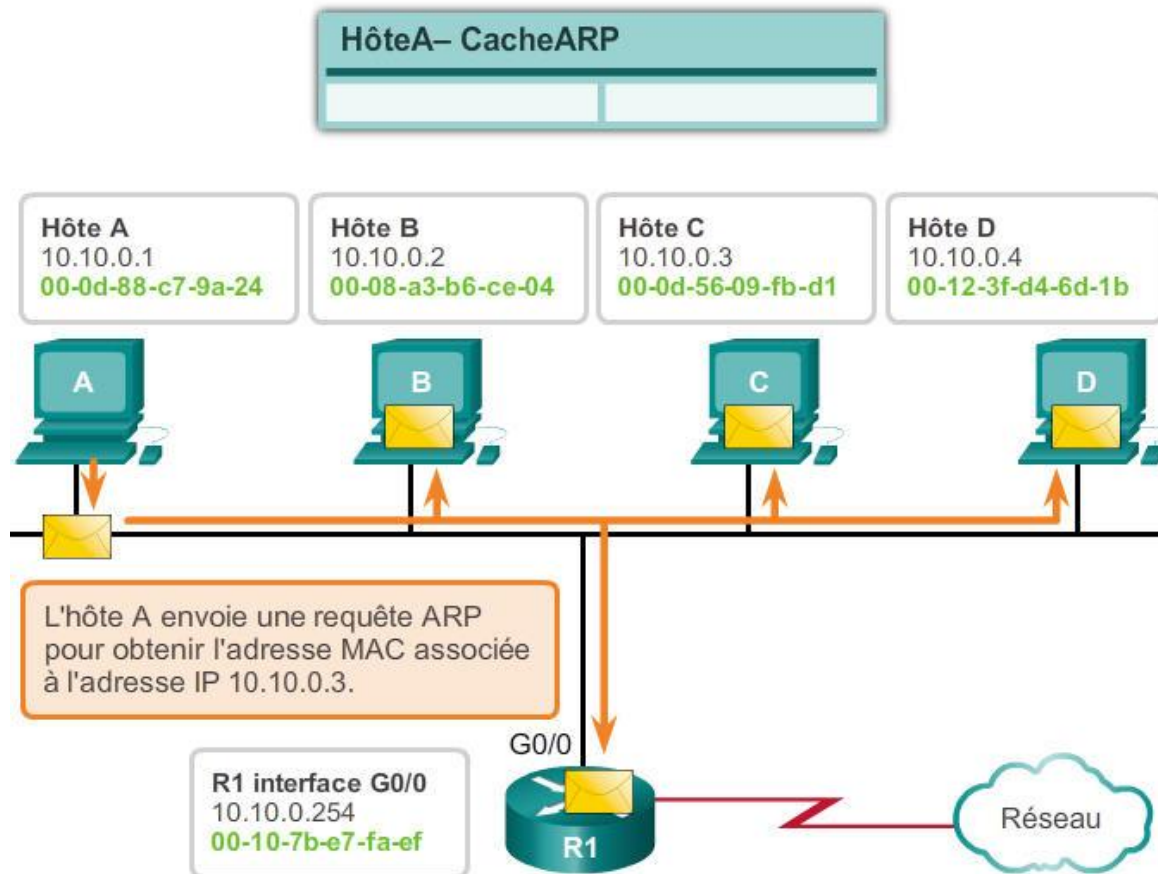 HôteA– CacheARP
Hôte A
10.10.0.1
00-0d-88-c7-9a-24
Hôte B
10.10.0.2
00-08-a3-b6-ce-04
Hôte C
10.10.0.3
00-0d-56-09-fb-d1
Hôte D
10.10.0.4
00-12-3f-d4-6d-1b
A
B
C
D
L'hôte A envoie une requête ARP
pour obtenir l'adresse MAC associée
à l'adresse IP 10.10.0.3.
G0/0
R1 interface G0/0
10.10.0.254
00-10-7b-e7-fa-ef
R1
Réseau